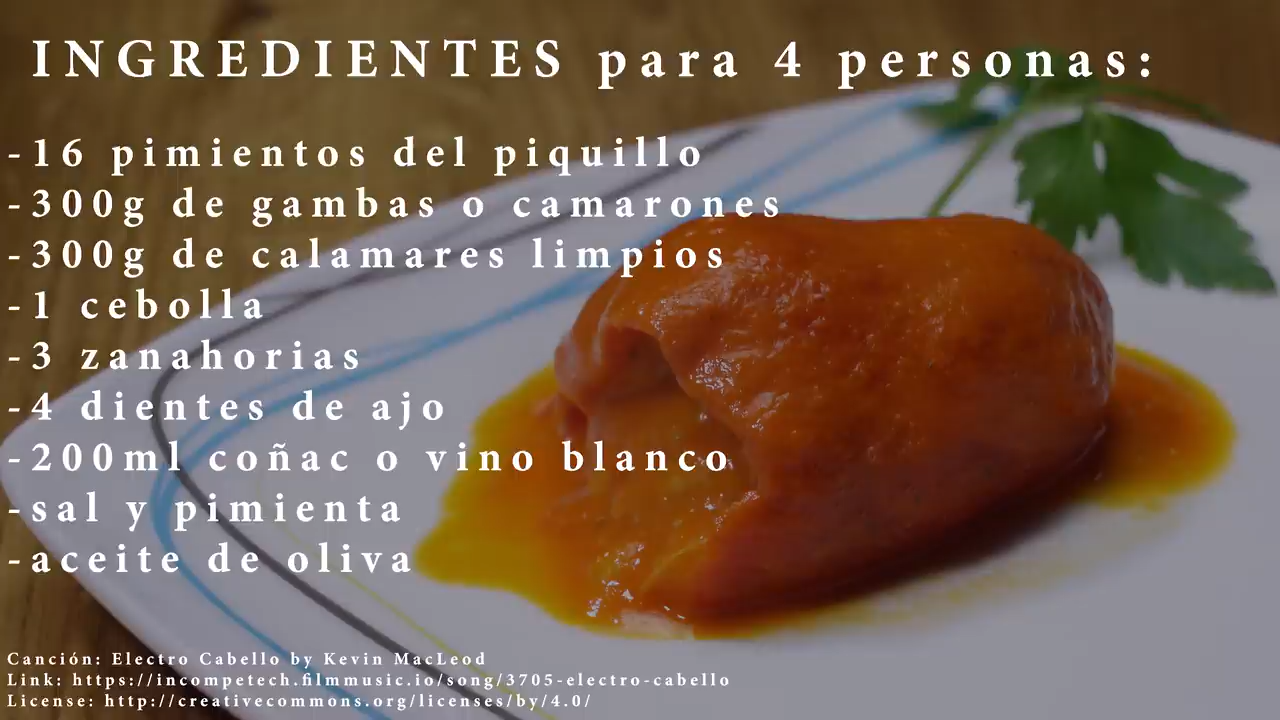 INGREDIENTES para 4 personas:
-16 pimientos del piquillo
-300g de gambas o camarones
-300g de calamares limpios
-1 cebolla
-3 zanahorias
-4 dientes de ajo
-200ml coñac o vino blanco
-sal y pimienta
-aceite de oliva
Canción: Electro Cabello by Kevin MacLeod
Link: https://incompetech.filmmusic.io/song/3705-electro-cabello
License: http://creativecommons.org/licenses/by/4.0/